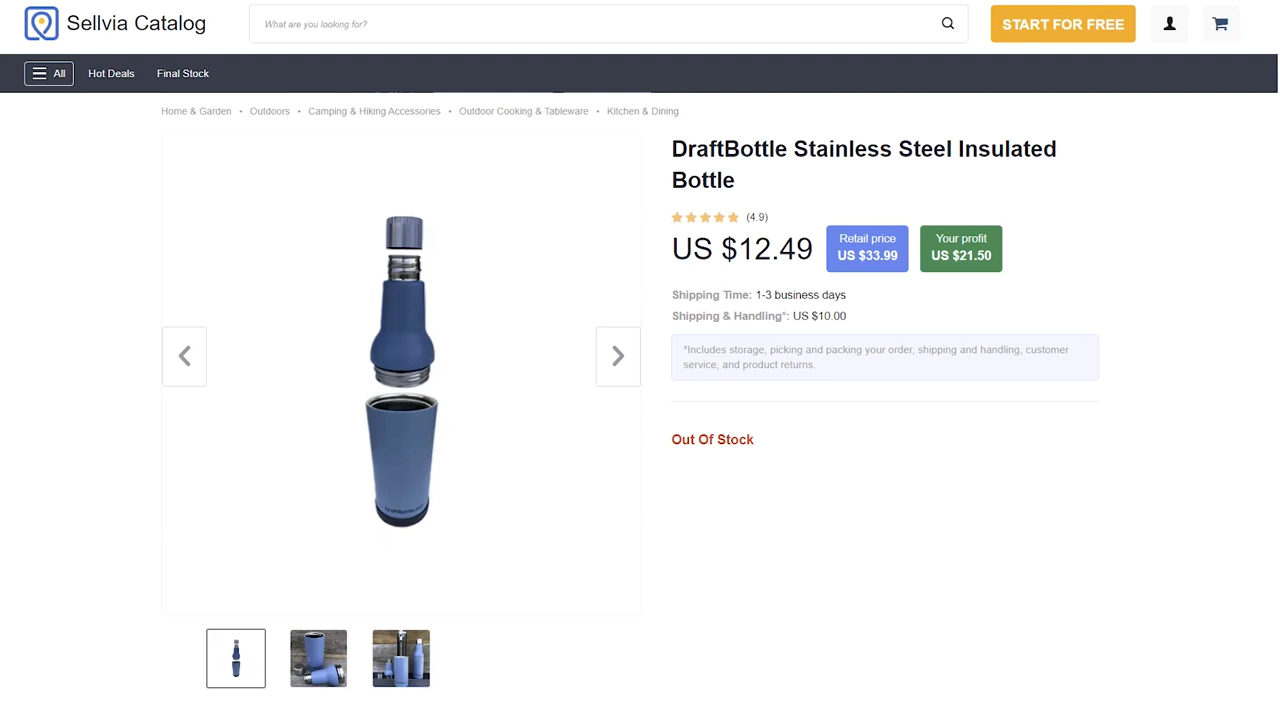 Sellvia Catalog
What are you looking for?
START FOR FREE
All
Hot Deals
Final Stock
Home & Garden • Outdoors • Camping & Hiking Accessories • Outdoor Cooking & Tableware • Kitchen & Dining
DraftBottle Stainless Steel Insulated
Bottle
(4.9)
US $12.49
Retail price
US $33.99
Your profit
US $21.50
Shipping Time: 1-3 business days
Shipping & Handling*: US $10.00
*Includes storage, picking and packing your order, shipping and handling, customer
service, and product returns.
Out Of Stock